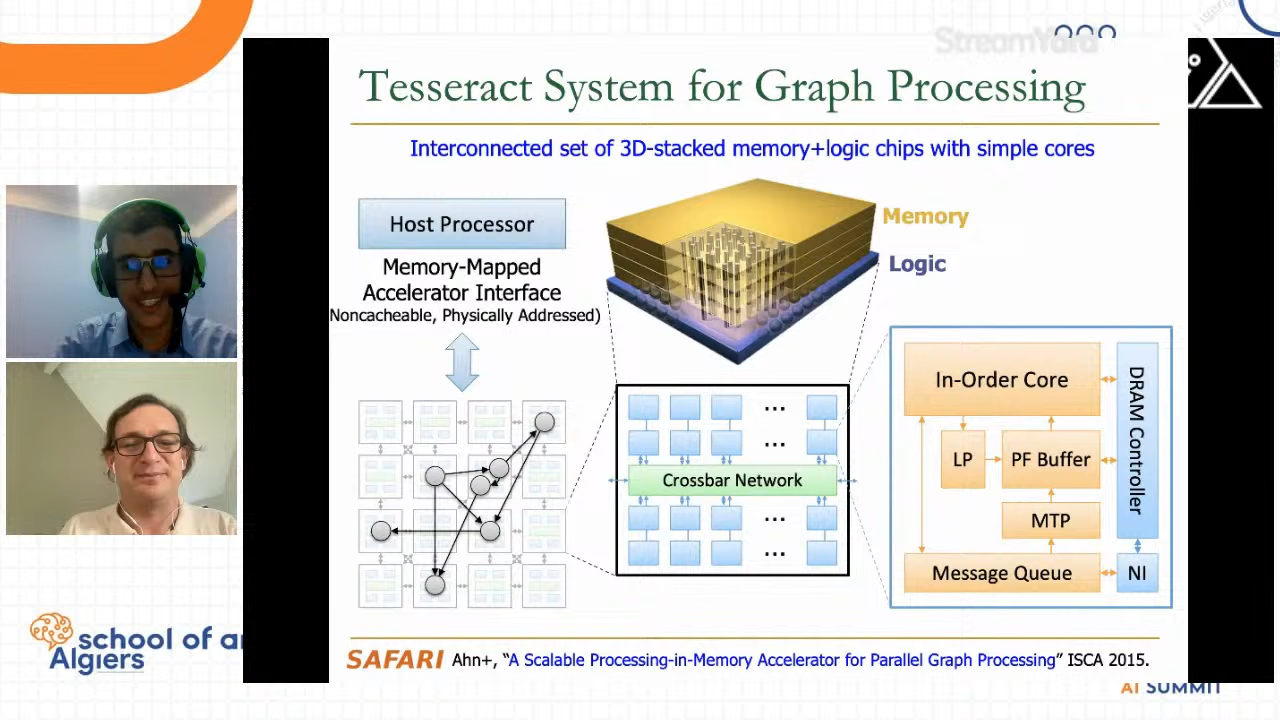 StreamYard
Tesseract System for Graph Processing
Interconnected set of 3D-stacked memory+logic chips with simple cores
Host Processor
Memory-Mapped
Accelerator Interface
Noncacheable, Physically Addressed)
Memory
Logic
Crossbar Network
...
...
...
...
In-Order Core
LP
PF Buffer
MTP
Message Queue
DRAM Controller
NI
SAFARI Ahn+, “A Scalable Processing-in-Memory Accelerator for Parallel Graph Processing” ISCA 2015.
school of a
Algiers
AI SUMMIT